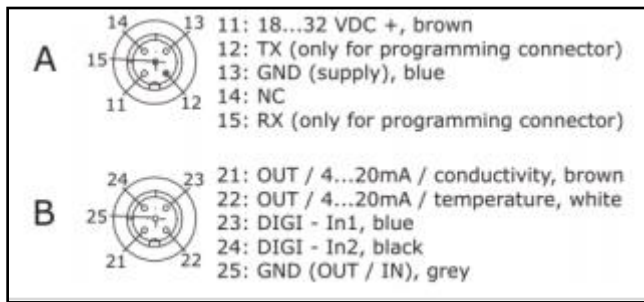 A
14
13
15
11
12
11: 18...32 VDC +, brown
12: TX (only for programming connector)
13: GND (supply), blue
14: NC
15: RX (only for programming connector)
B
24
23
25
21
22
21: OUT / 4...20mA / conductivity, brown
22: OUT / 4...20mA / temperature, white
23: DIGI - In1, blue
24: DIGI - In2, black
25: GND (OUT / IN), grey